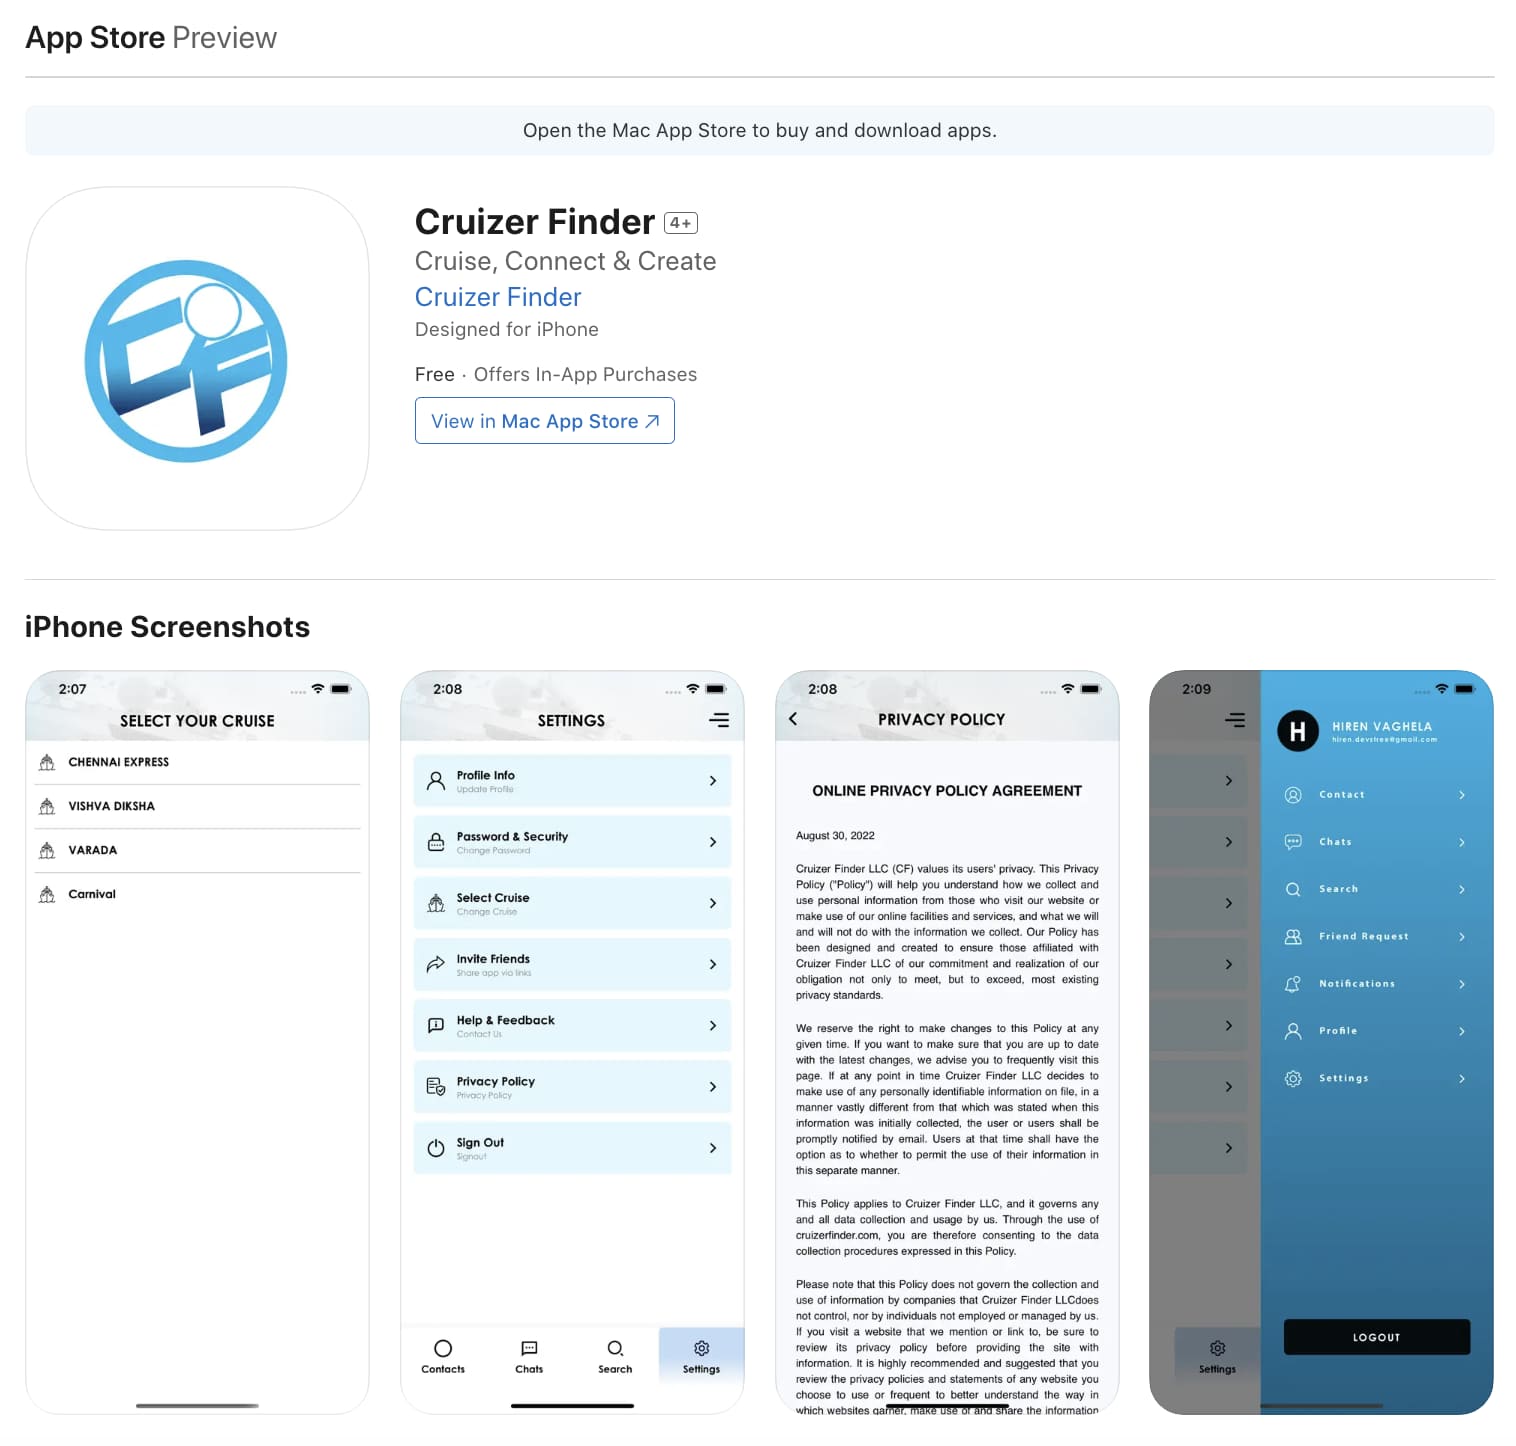 App Store Preview
Open the Mac App Store to buy and download apps.
CF
Cruizer Finder 4+
Cruise, Connect & Create
Cruizer Finder
Designed for iPhone
Free · Offers In-App Purchases
View in Mac App Store
iPhone Screenshots
2:07
SELECT YOUR CRUISE
CHENNAI EXPRESS
VISHVA DIKSHA
VARADA
Carnival
2:08
SETTINGS
Profile Info
Update Profile
Password & Security
Change Password
Select Cruise
Change Cruise
Invite Friends
Share app via links
Help & Feedback
Contact Us
Privacy Policy
Privacy Policy
Sign Out
Signout
Contacts Chats Search Settings
2:08
PRIVACY POLICY
ONLINE PRIVACY POLICY AGREEMENT
August 30, 2022
Cruizer Finder LLC (CF) values its users' privacy. This Privacy
Policy ("Policy") will help you understand how we collect and
use personal information from those who visit our website or
make use of our online facilities and services, and what we will
and will not do with the information we collect. Our Policy has
been designed and created to ensure those affiliated with
Cruizer Finder LLC of our commitment and realization of our
obligation not only to meet, but to exceed, most existing
privacy standards.
We reserve the right to make changes to this Policy at any
given time. If you want to make sure that you are up to date
with the latest changes, we advise you to frequently visit this
page. If at any point in time Cruizer Finder LLC decides to
make use of any personally identifiable information on file, in a
manner vastly different from that which was stated when this
information was initially collected, the user or users shall be
promptly notified by email. Users at that time shall have the
option as to whether to permit the use of their information in
this separate manner.
This Policy applies to Cruizer Finder LLC, and it governs any
and all data collection and usage by us. Through the use of
cruizerfinder.com, you are therefore consenting to the data
collection procedures expressed in this Policy.
Please note that this Policy does not govern the collection and
use of information by companies that Cruizer Finder LLCdoes
not control, nor by individuals not employed or managed by us.
If you visit a website that we mention or link to, be sure to
review its privacy policy before providing the site with
information. It is highly recommended and suggested that you
review the privacy policies and statements of any website you
choose to use or frequent to better understand the way in
which websites garner, make use of and share the information
2:09
H
HIREN VAGHELA
hiren.devstree@gmail.com
Contact
Chats
Search
Friend Request
Notifications
Profile
Settings
LOGOUT
Settings